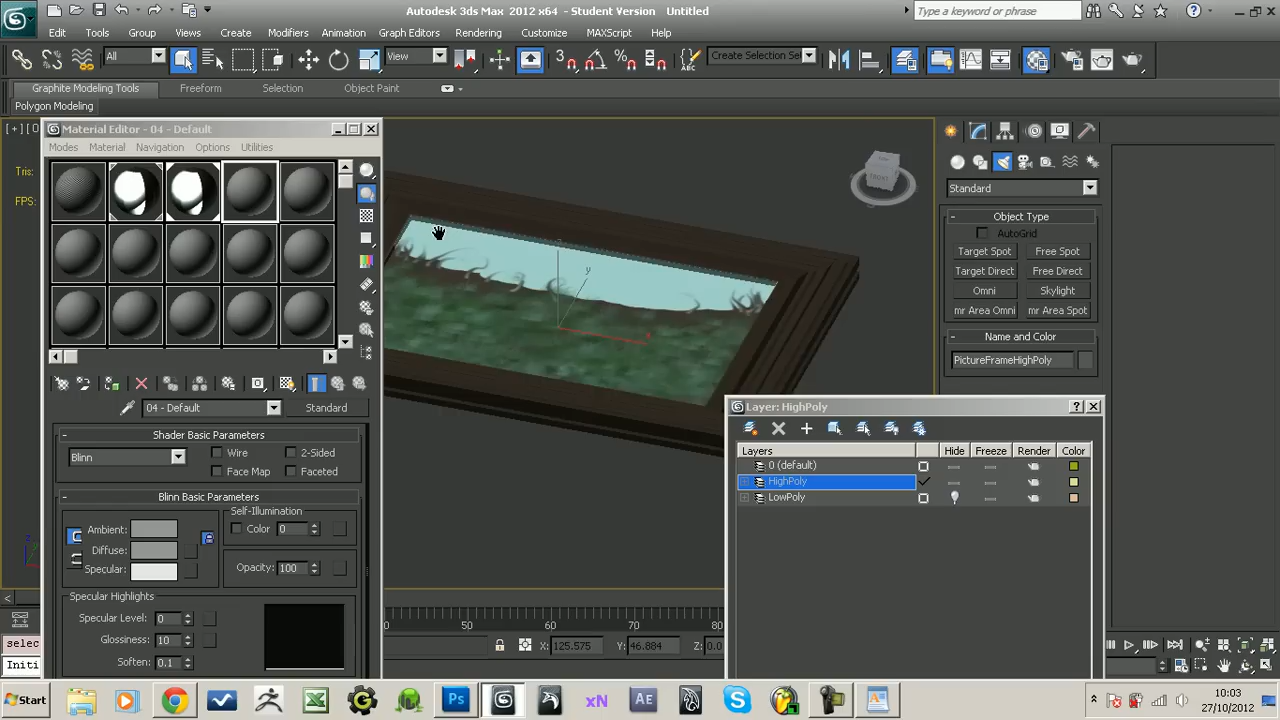 Autodesk 3ds Max 2012 x64 - Student Version Untitled
Type a keyword or phrase
Edit Tools Group Views Create Modifiers Animation Graph Editors Rendering Customize MAXScript Help
All
View
Create Selection Se
Graphite Modeling Tools Freeform Selection Object Paint
Polygon Modeling
Material Editor - 04 - Default
Modes Material Navigation Options Utilities
Tris:
FPS:
04 - Default
Standard
Shader Basic Parameters
Blinn
Wire
2-Sided
Face Map
Faceted
Blinn Basic Parameters
Self-Illumination
Color 0
Ambient:
Diffuse:
Specular:
Opacity: 100
Specular Highlights
Specular Level: 0
Glossiness: 10
Soften: 0.1
y
Standard
Object Type
AutoGrid
Target Spot Free Spot
Target Direct Free Direct
Omni Skylight
mr Area Omni mr Area Spot
Name and Color
PictureFrameHighPoly
Layer: HighPoly
Layers Hide Freeze Render Color
0 (default)
HighPoly
LowPoly
50 60 70 80
selec
Initi
X: 125.575 Y: 46.884 Z: 0.0
Start
Ps
xN
AE
10:03
27/10/2012